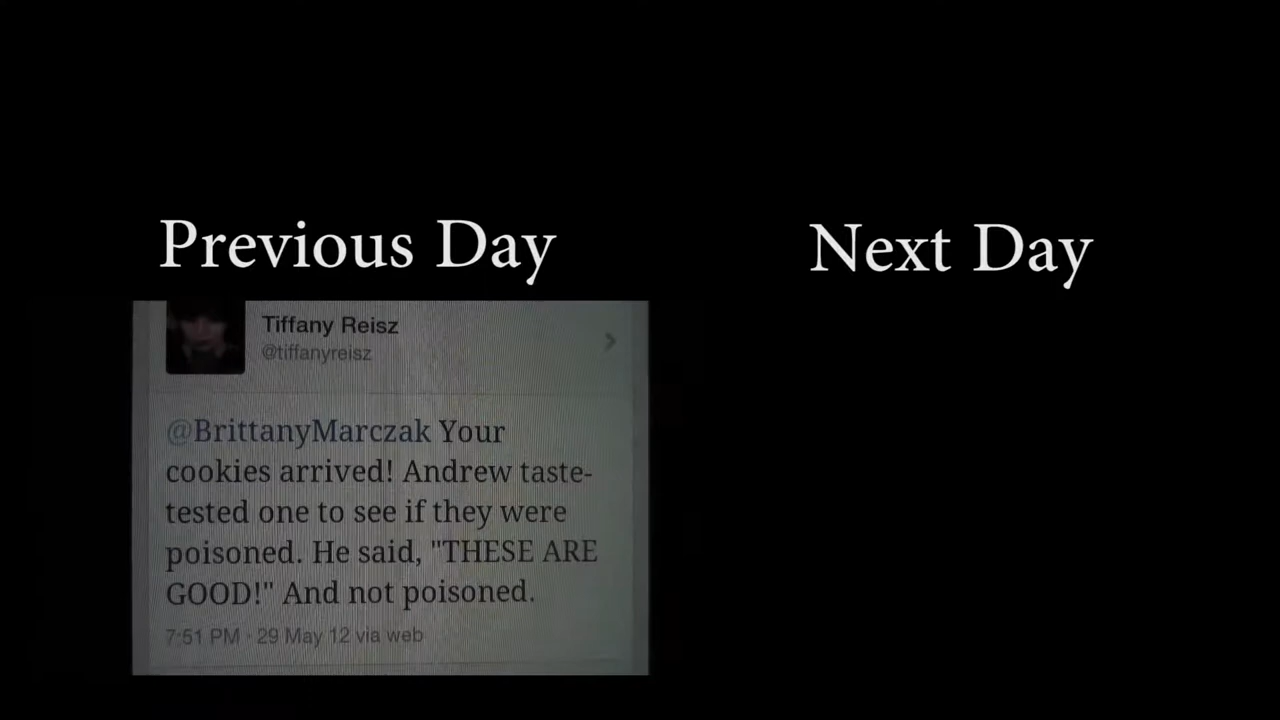 Previous Day
Next Day
Tiffany Reisz
@tiffanyreisz
@BrittanyMarczak Your
cookies arrived! Andrew taste-
tested one to see if they were
poisoned. He said, "THESE ARE
GOOD!" And not poisoned.
7:51 PM · 29 May 12 via web